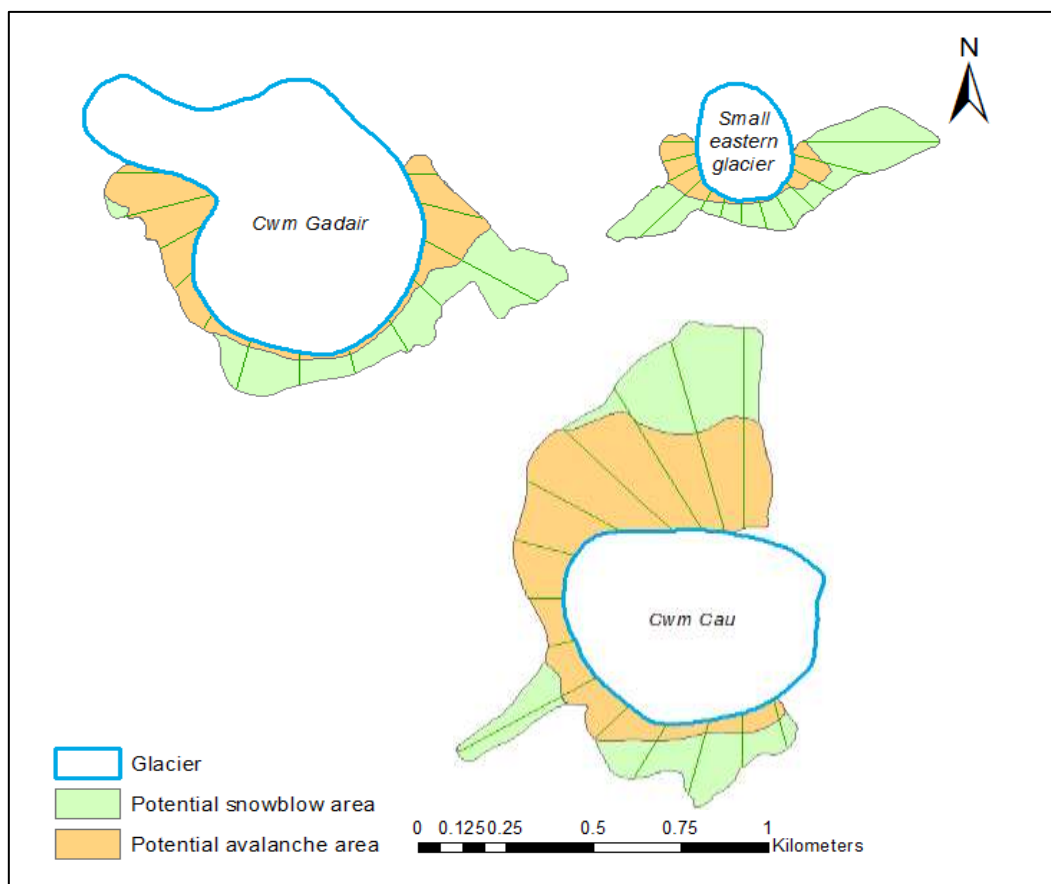 N
Small
eastern
glacier
Cwm Gadair
Cwm Cau
Glacier
Potential snowblow area
Potential avalanche area
0 0.125 0.25 0.5 0.75 1
Kilometers